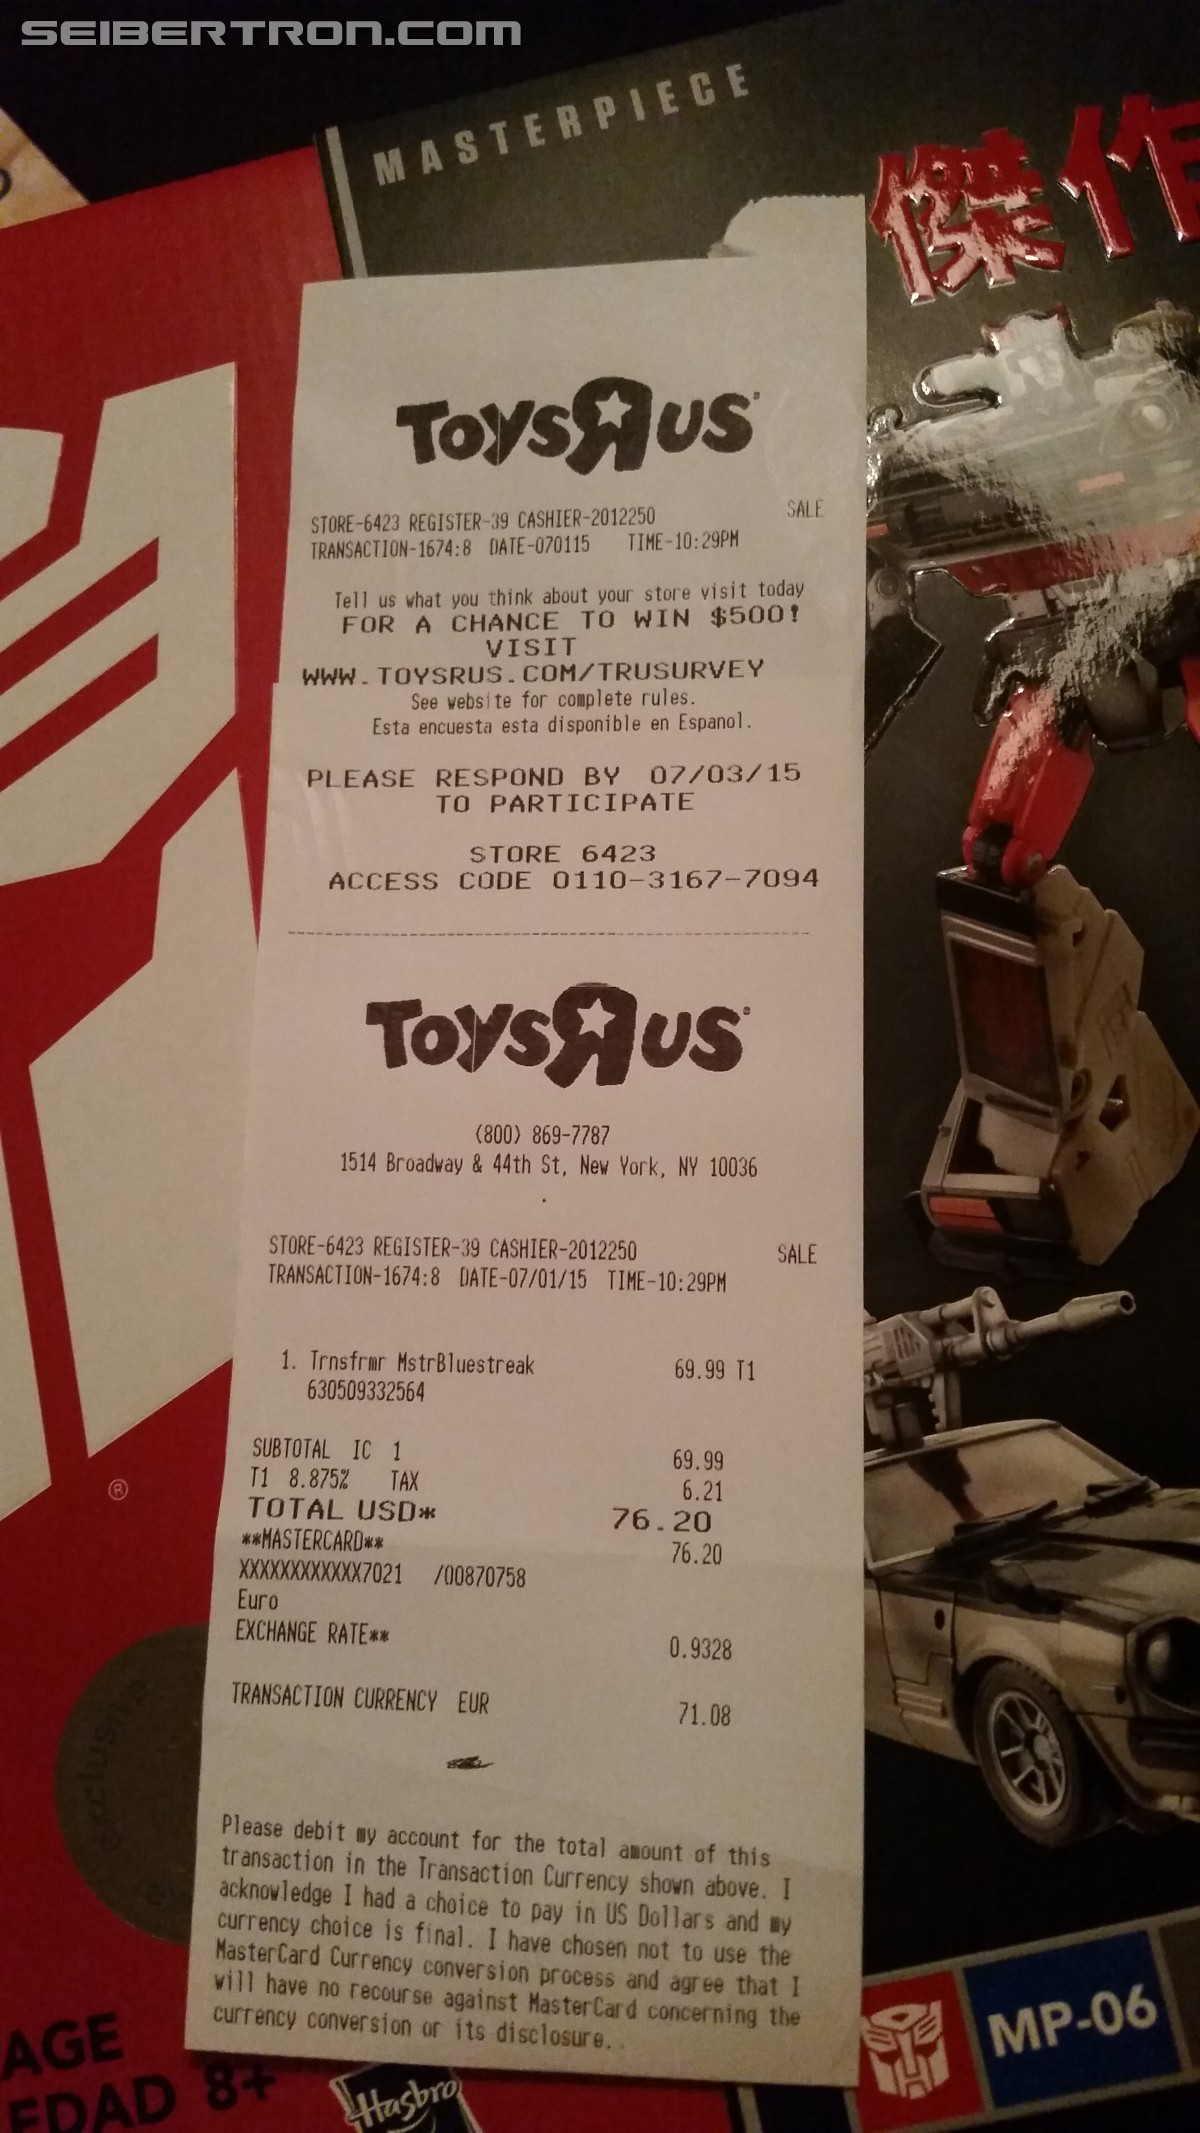 SEIBERTRON.COM
MASTERPIECE
傑作
TOYSRUS
STORE-6423 REGISTER-39 CASHIER-2012250 SALE
TRANSACTION-1674:8 DATE-070115 TIME-10:29PM
Tell us what you think about your store visit today
FOR A CHANCE TO WIN $500!
VISIT
WWW.TOYSRUS.COM/TRUSURVEY
See website for complete rules.
Esta encuesta esta disponible en Espanol.
PLEASE RESPOND BY 07/03/15
TO PARTICIPATE
STORE 6423
ACCESS CODE 0110-3167-7094
TOYSRUS
(800) 869-7787
1514 Broadway & 44th St, New York, NY 10036
STORE-6423 REGISTER-39 CASHIER-2012250 SALE
TRANSACTION-1674:8 DATE-07/01/15 TIME-10:29PM
1. Trnsfrmr MstrBluestreak 69.99 T1
630509332564
SUBTOTAL IC 1 69.99
T1 8.875% TAX 6.21
TOTAL USD* 76.20
**MASTERCARD** 76.20
XXXXXXXXXXXX7021 /00870758
Euro
EXCHANGE RATE** 0.9328
TRANSACTION CURRENCY EUR 71.08
Please debit my account for the total amount of this
transaction in the Transaction Currency shown above. I
acknowledge I had a choice to pay in US Dollars and my
currency choice is final. I have chosen not to use the
MasterCard Currency conversion process and agree that I
will have no recourse against MasterCard concerning the
currency conversion or its disclosure..
®
exclusive
AGE
EDAD 8+
Hasbro
MP-06